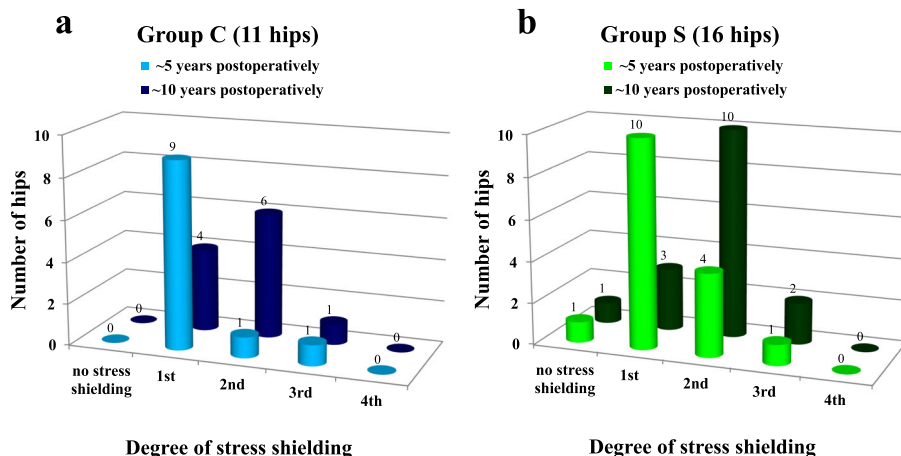 a
Group C (11 hips)
~5 years postoperatively
~10 years postoperatively
Number of hips
10
8
6
4
2
0
9
4
6
0
0
1
1
1
0
0
no stress
shielding
1st
2nd
3rd
4th
Degree of stress shielding
b
Group S (16 hips)
~5 years postoperatively
~10 years postoperatively
Number of hips
10
8
6
4
2
0
10
10
1
1
3
4
2
1
0
0
no stress
shielding
1st
2nd
3rd
4th
Degree of stress shielding